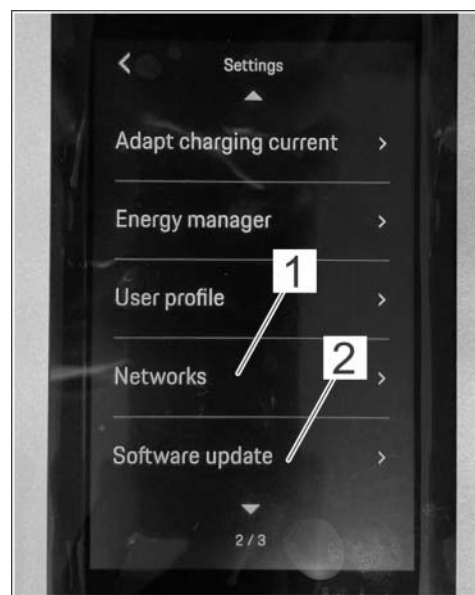 Settings
Adapt charging current
Energy manager
1
User profile
2
Networks
Software update
2/3